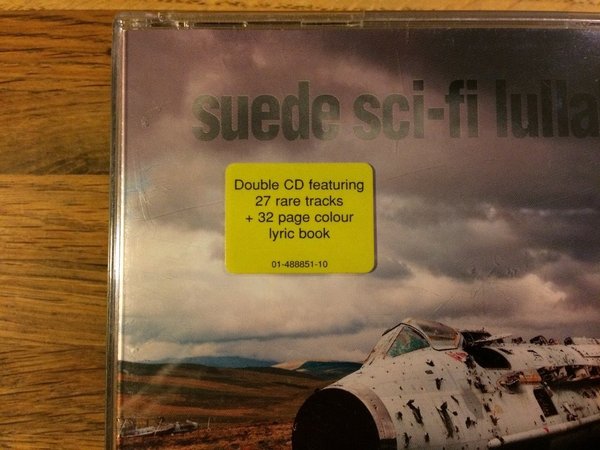 suede sci-fi lulla
Double CD featuring
27 rare tracks
+ 32 page colour
lyric book
01-488851-10